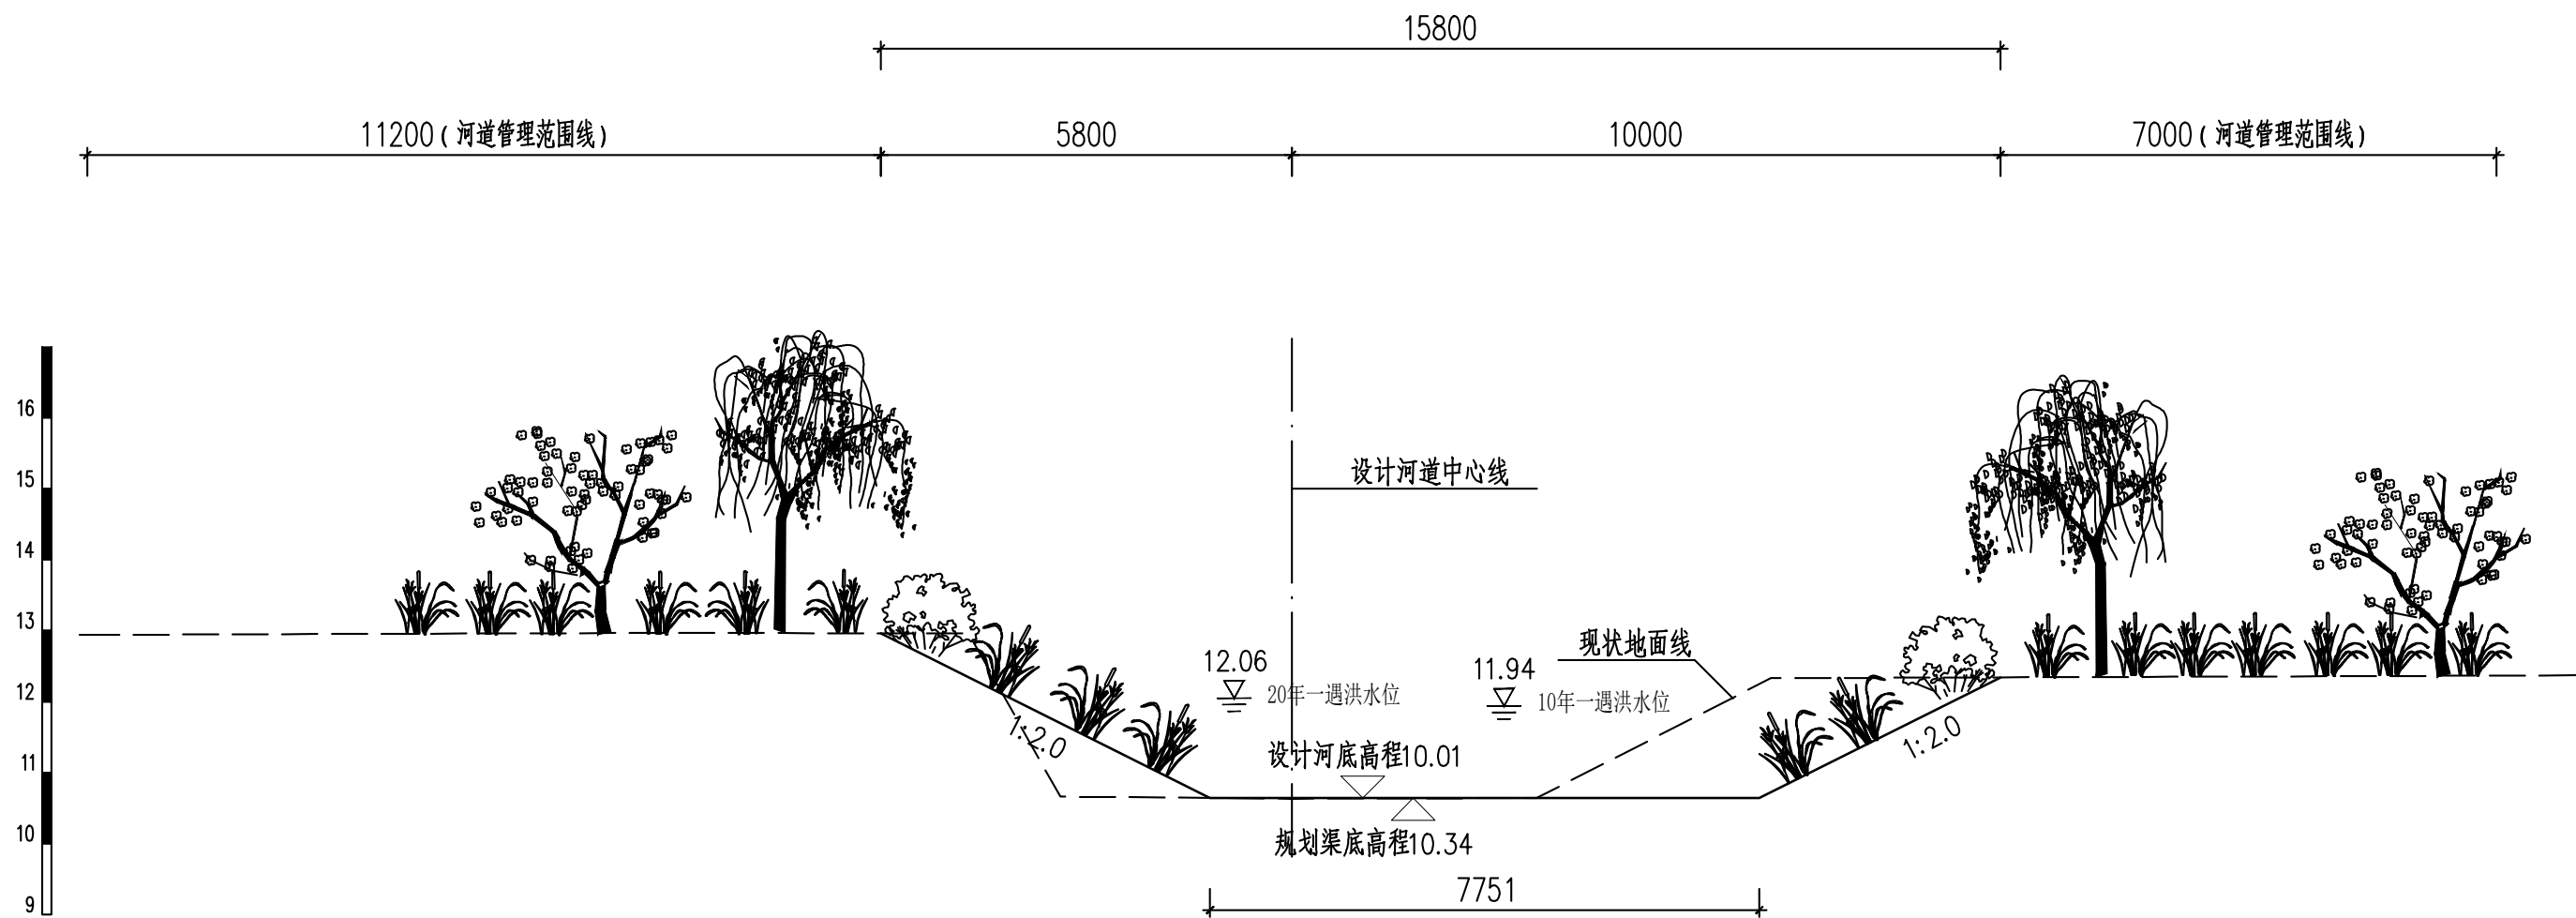 15800
11200(河道管理范围线)
5800
10000
7000(河道管理范围线)
16
15
14
13
12
11
10
9
设计河道中心线
现状地面线
12.06
20年一遇洪水位
11.94
10年一遇洪水位
1:2.0
1:2.0
设计河底高程10.01
规划渠底高程10.34
7751